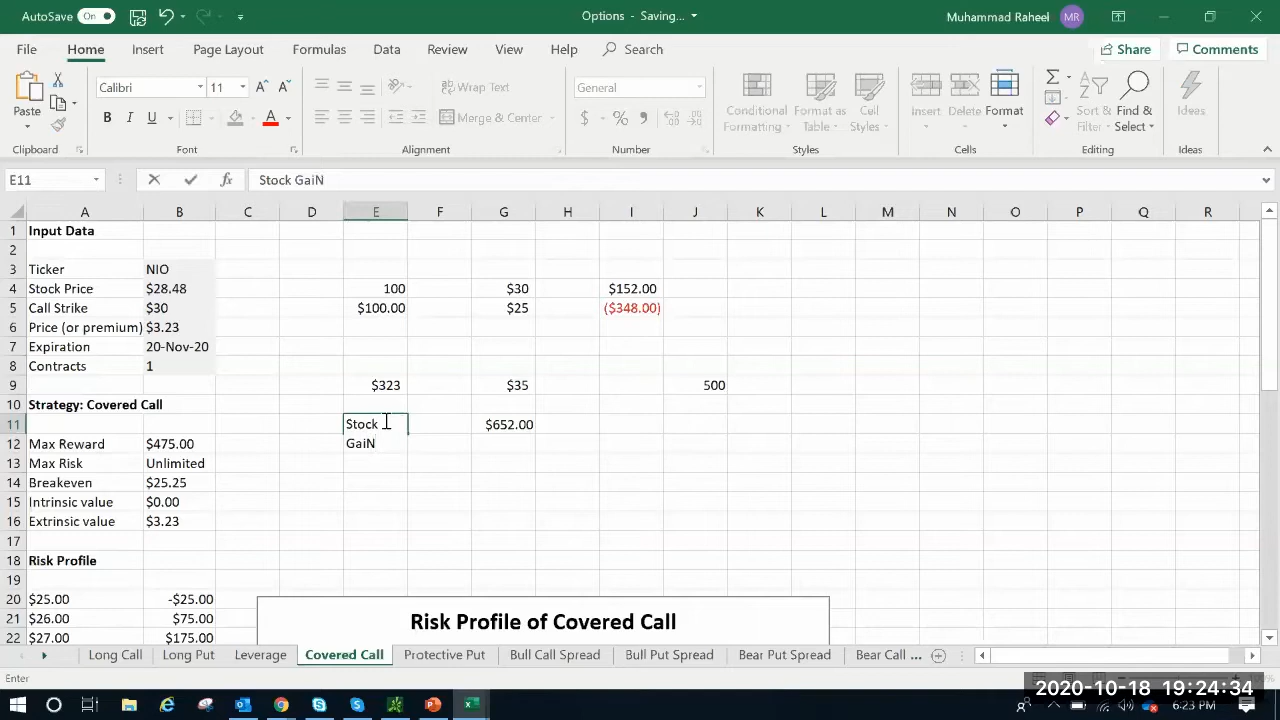 AutoSave On
Options - Saving...
Muhammad Raheel MR
File Home Insert Page Layout Formulas Data Review View Help Search Share Comments
Paste Calibri 11 Wrap Text General Conditional Format as Cell Insert Delete Format Sort & Find & Ideas
B I U Merge & Center $ % Formatting Table Styles Filter Select
Clipboard Font Alignment Number Styles Cells Editing Ideas
E11 fx Stock GaiN
A B C D E F G H I J K L M N O P Q R
1 Input Data
2
3 Ticker NIO
4 Stock Price $28.48 100 $30 $152.00
5 Call Strike $30 $100.00 $25 ($348.00)
6 Price (or premium) $3.23
7 Expiration 20-Nov-20
8 Contracts 1
9 $323 $35 500
10 Strategy: Covered Call
11 Stock $652.00
12 Max Reward $475.00 GaiN
13 Max Risk Unlimited
14 Breakeven $25.25
15 Intrinsic value $0.00
16 Extrinsic value $3.23
17
18 Risk Profile
19
20 $25.00 -$25.00
21 $26.00 $75.00 Risk Profile of Covered Call
22 $27.00 $175.00
Long Call Long Put Leverage Covered Call Protective Put Bull Call Spread Bull Put Spread Bear Put Spread Bear Call ...
Enter
2020-10-18 19:24:34
6:23 PM